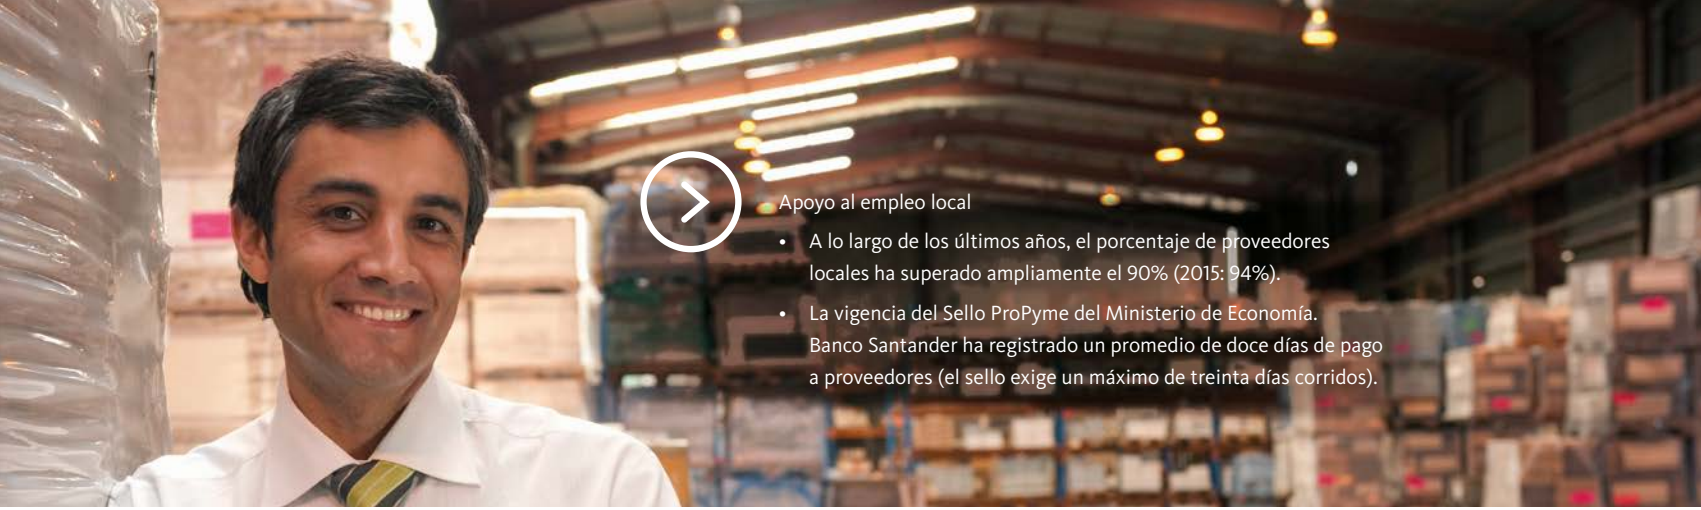 Apoyo al empleo local
• A lo largo de los últimos años, el porcentaje de proveedores
locales ha superado ampliamente el 90% (2015: 94%).
• La vigencia del Sello ProPyme del Ministerio de Economía.
Banco Santander ha registrado un promedio de doce días de pago
a proveedores (el sello exige un máximo de treinta días corridos).